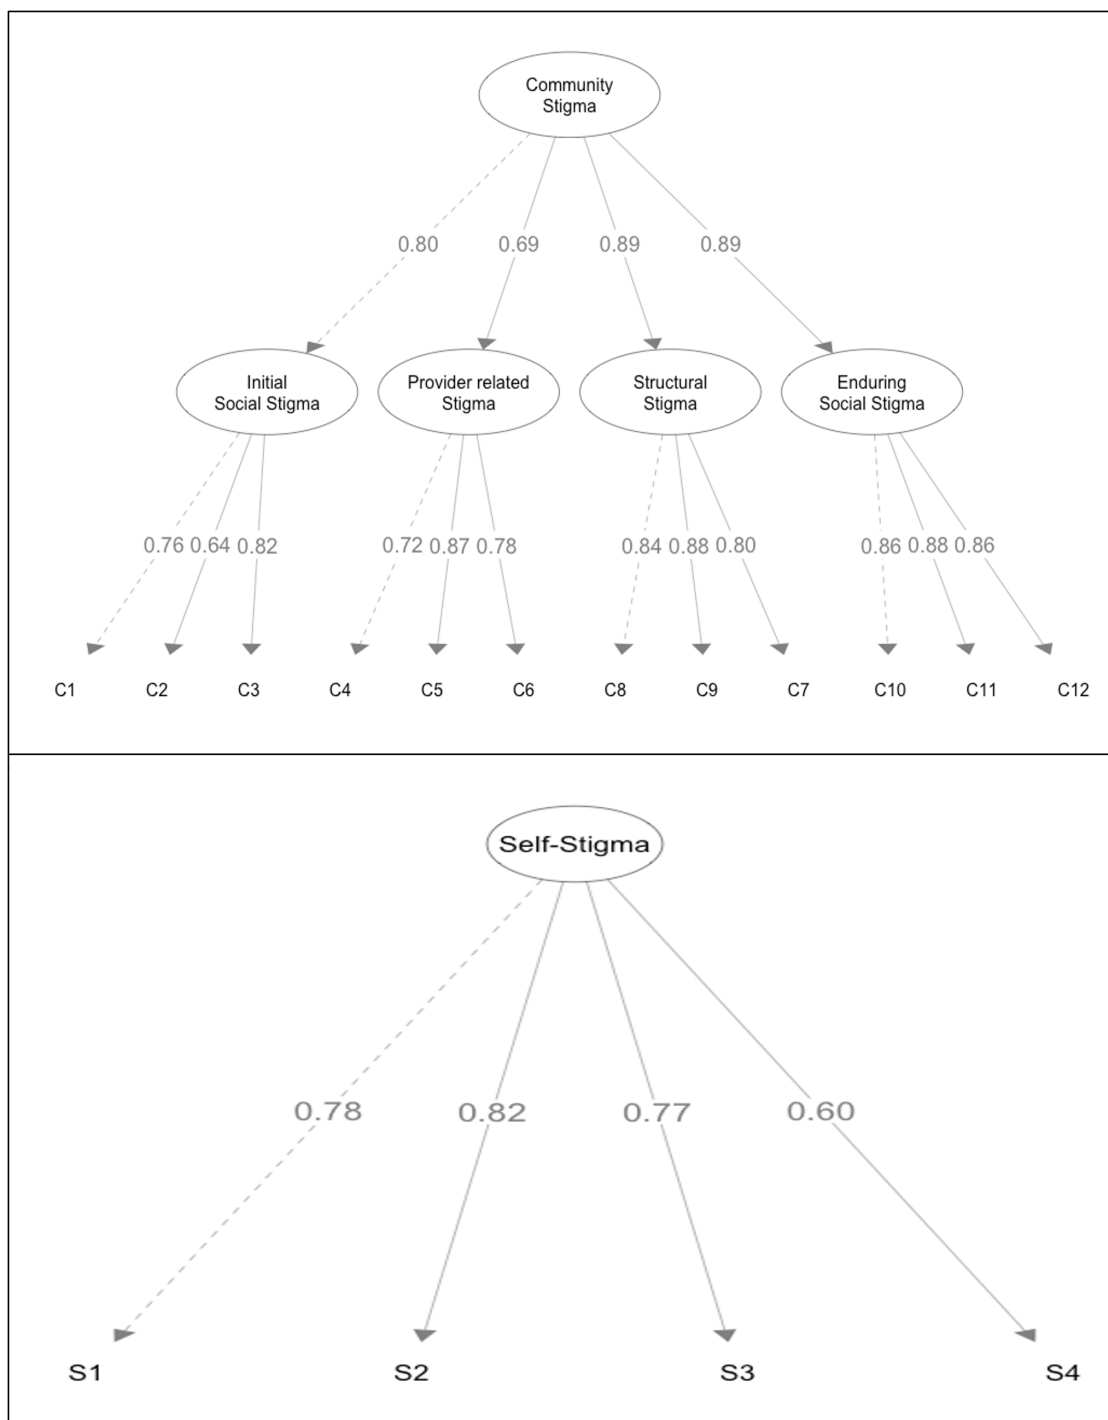 Community
Stigma
0.80 0.69 0.89 0.89
Initial
Social Stigma
Provider related
Stigma
Structural
Stigma
Enduring
Social Stigma
0.76 0.64 0.82 0.72 0.87 0.78 0.84 0.88 0.80 0.86 0.88 0.86
C1 C2 C3 C4 C5 C6 C8 C9 C7 C10 C11 C12
Self-Stigma
0.78 0.82 0.77 0.60
S1 S2 S3 S4